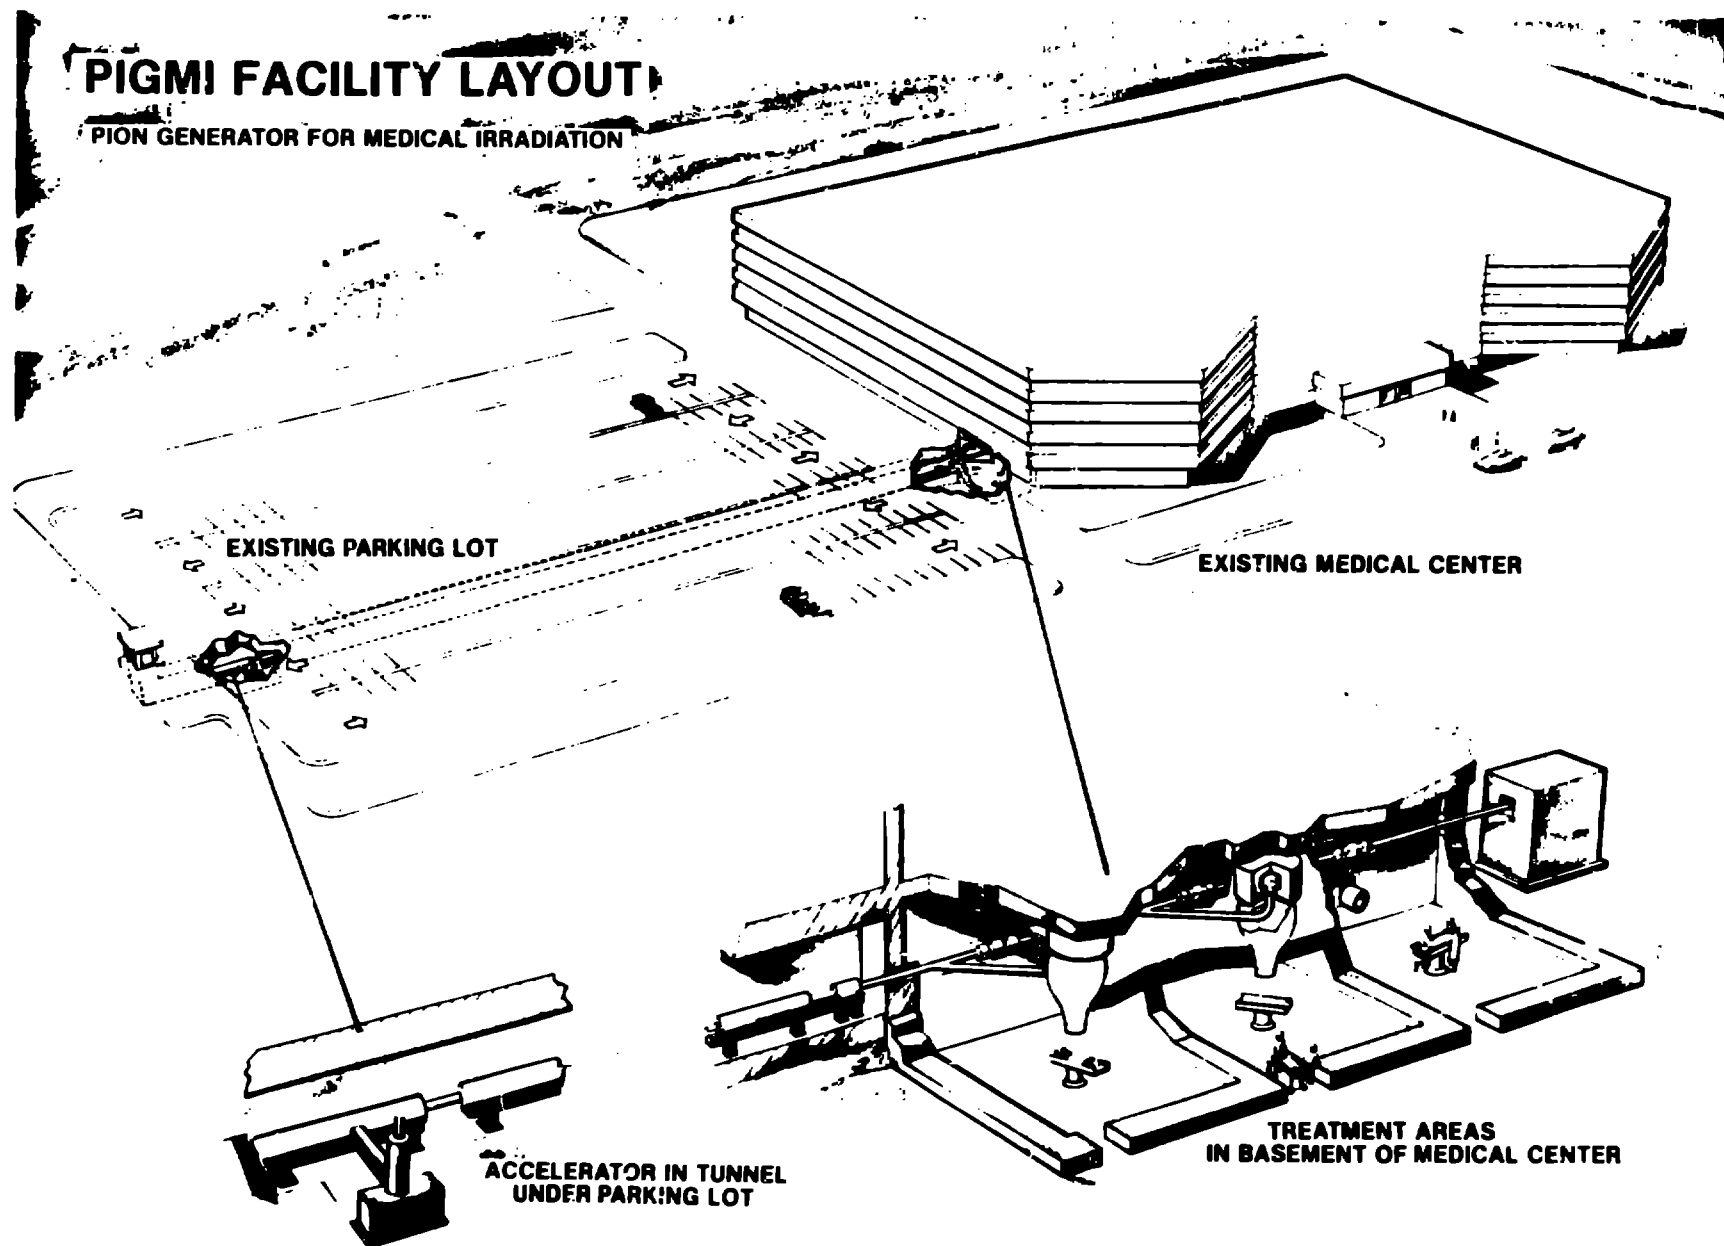 PIGMI FACILITY LAYOUT
PION GENERATOR FOR MEDICAL IRRADIATION
EXISTING PARKING LOT
EXISTING MEDICAL CENTER
TREATMENT AREAS
IN BASEMENT OF MEDICAL CENTER
ACCELERATOR IN TUNNEL
UNDER PARKING LOT